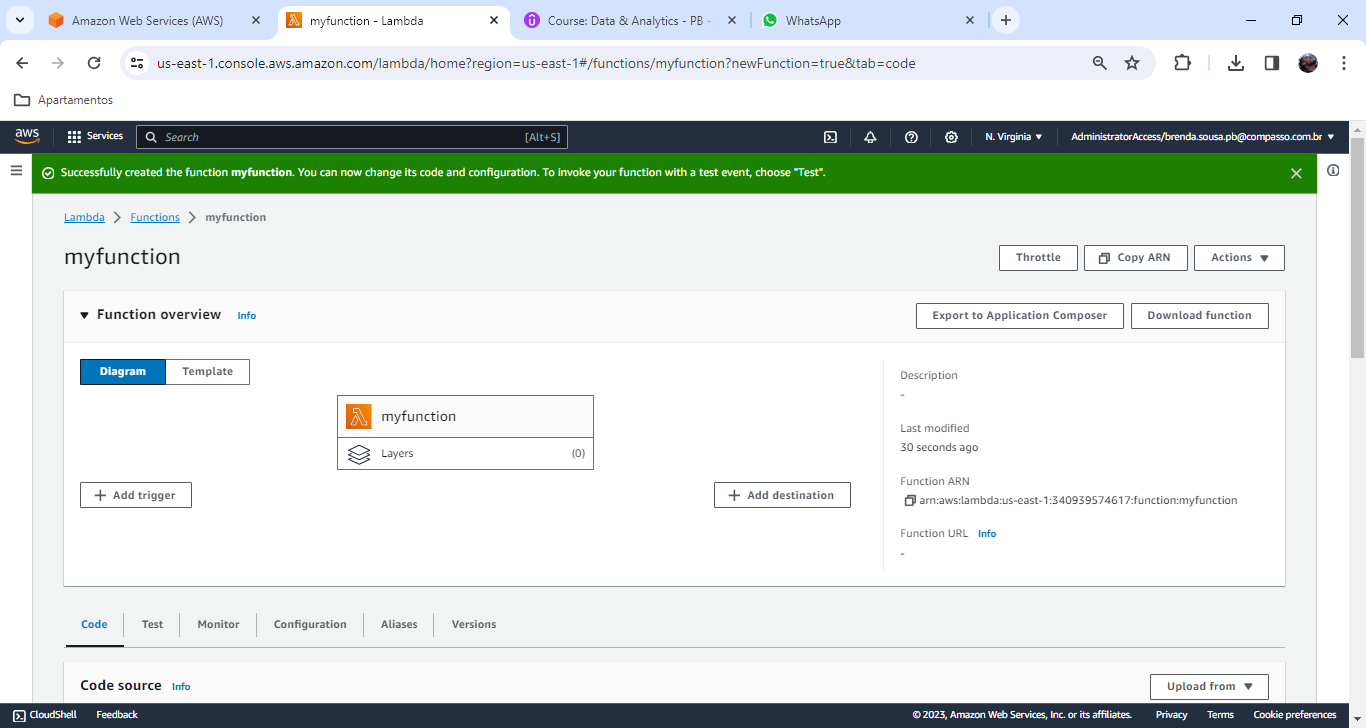 Amazon Web Services (AWS)
myfunction - Lambda
Course: Data & Analytics - PB -
WhatsApp
us-east-1.console.aws.amazon.com/lambda/home?region=us-east-1#/functions/myfunction?newFunction=true&tab=code
Apartamentos
aws
Services
Search
[Alt+S]
N. Virginia
AdministratorAccess/brenda.sousa.pb@compasso.com.br
Successfully created the function myfunction. You can now change its code and configuration. To invoke your function with a test event, choose "Test".
Lambda
Functions
myfunction
myfunction
Throttle
Copy ARN
Actions
Function overview
Info
Export to Application Composer
Download function
Diagram
Template
myfunction
Layers
(0)
Add trigger
Add destination
Description
-
Last modified
30 seconds ago
Function ARN
arn:aws:lambda:us-east-1:340939574617:function:myfunction
Function URL
Info
-
Code
Test
Monitor
Configuration
Aliases
Versions
Code source
Info
Upload from
CloudShell
Feedback
© 2023, Amazon Web Services, Inc. or its affiliates.
Privacy
Terms
Cookie preferences